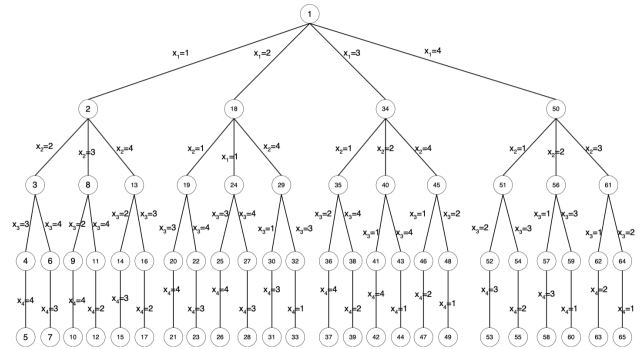 1
x₁=1 x₁=2 x₁=3 x₁=4
2 18 34 50
x₂=2 x₂=3 x₂=4 x₂=1 x₁=1 x₂=4 x₂=1 x₂=2 x₂=4 x₂=1 x₂=2 x₂=3
3 8 13 19 24 29 35 40 45 51 56 61
x₃=3 x₃=4 x₃=2 x₃=4 x₃=2 x₃=3 x₃=3 x₃=4 x₃=3 x₃=4 x₃=1 x₃=3 x₃=2 x₃=4 x₃=1 x₃=4 x₃=1 x₃=2 x₃=2 x₃=3 x₃=1 x₃=3 x₃=1 x₃=2
4 6 9 11 14 16 20 22 25 27 30 32 36 38 41 43 46 48 52 54 57 59 62 64
x₄=4 x₄=3 x₄=4 x₄=2 x₄=3 x₄=2 x₄=4 x₄=3 x₄=4 x₄=3 x₄=3 x₄=1 x₄=4 x₄=2 x₄=4 x₄=1 x₄=2 x₄=1 x₄=3 x₄=2 x₄=3 x₄=1 x₄=2 x₄=1
5 7 10 12 15 17 21 23 26 28 31 33 37 39 42 44 47 49 53 55 58 60 63 65